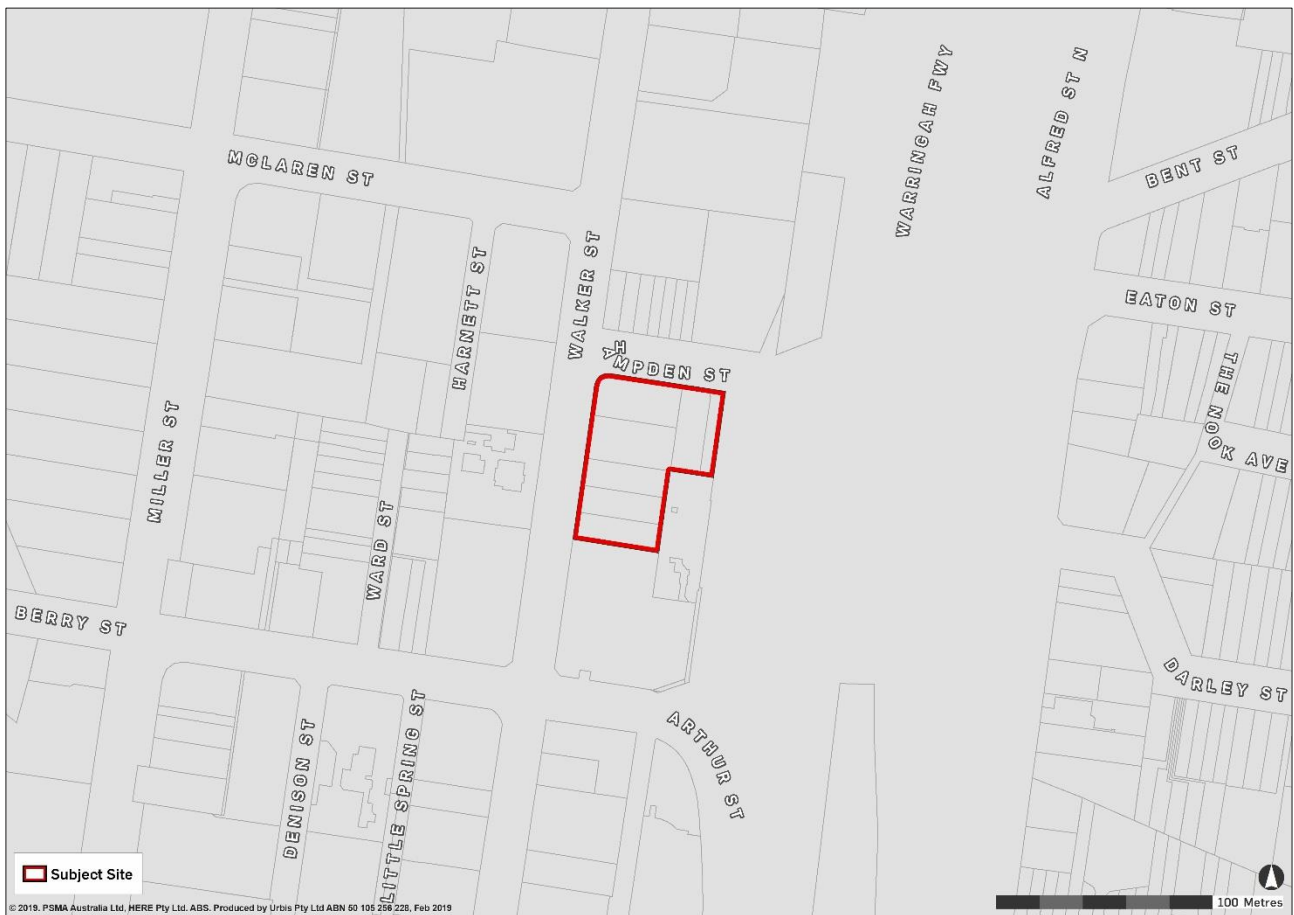 WARRINGAH FWY
ALFRED ST N
BENT ST
MCLAREN ST
HARNETT ST
WALKER ST
EATON ST
HAMPDEN ST
THE NOOK AVE
MILLER ST
WARD ST
BERRY ST
DARLEY ST
ARTHUR ST
DENISON ST
LITTLE SPRING ST
Subject Site
100 Metres
© 2019. PSMA Australia Ltd, HERE Pty Ltd. ABS. Produced by Urbis Pty Ltd ABN 50 105 256 228, Feb 2019